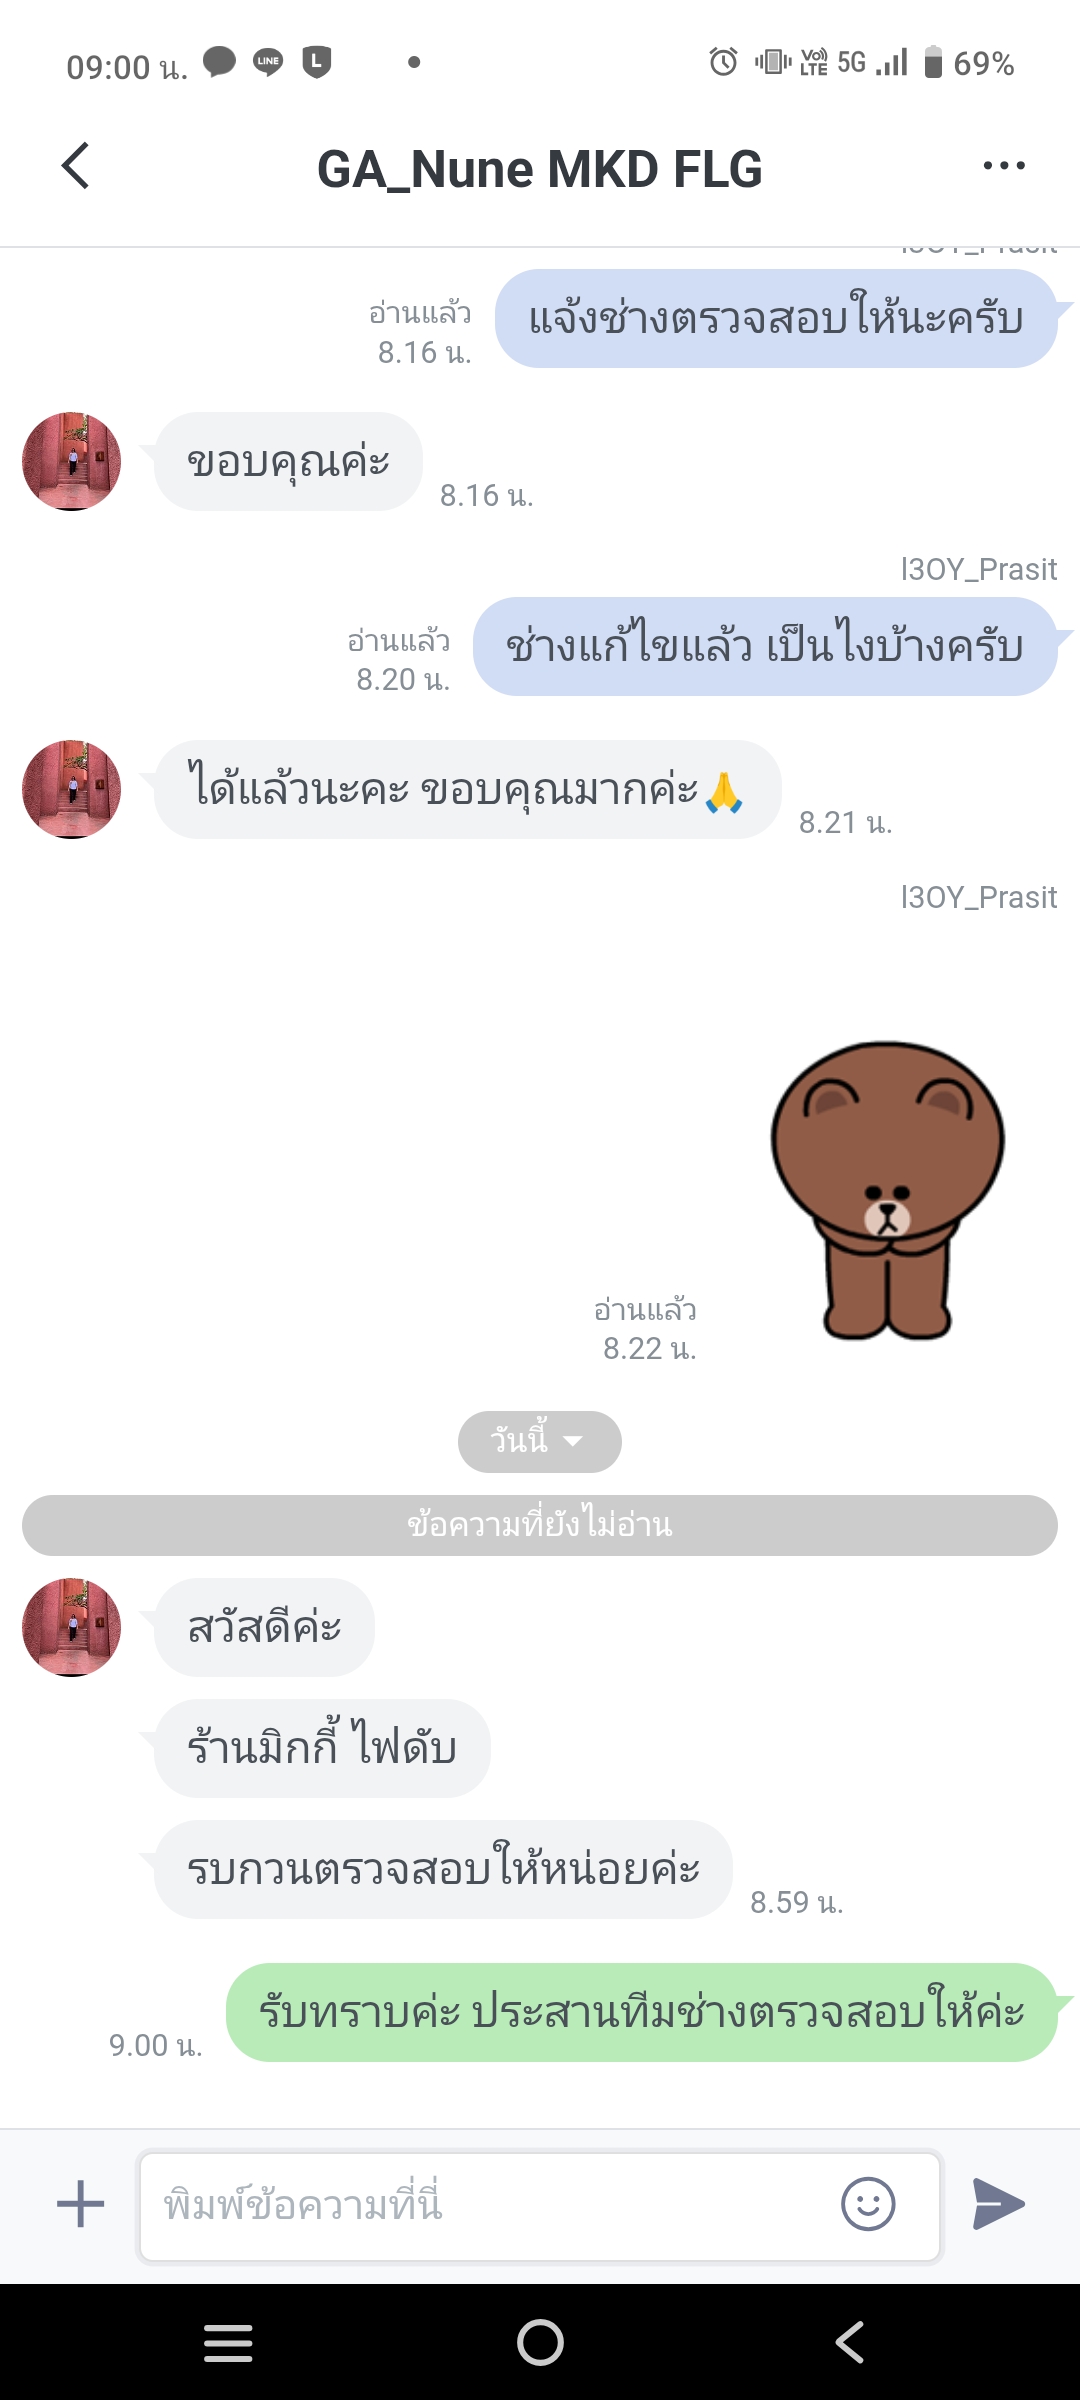 09:00 น. LINE L VoLTE 5G 69%
GA_Nune MKD FLG
l3OY_Prasit
แจ้งช่างตรวจสอบให้นะครับ
อ่านแล้ว
8.16 น.
ขอบคุณค่ะ
8.16 น.
l3OY_Prasit
ช่างแก้ไขแล้ว เป็นไงบ้างครับ
อ่านแล้ว
8.20 น.
ได้แล้วนะคะ ขอบคุณมากค่ะ🙏
8.21 น.
l3OY_Prasit
อ่านแล้ว
8.22 น.
วันนี้
ข้อความที่ยังไม่อ่าน
สวัสดีค่ะ
ร้านมิกกี้ ไฟดับ
รบกวนตรวจสอบให้หน่อยค่ะ
8.59 น.
รับทราบค่ะ ประสานทีมช่างตรวจสอบให้ค่ะ
9.00 น.
พิมพ์ข้อความที่นี่